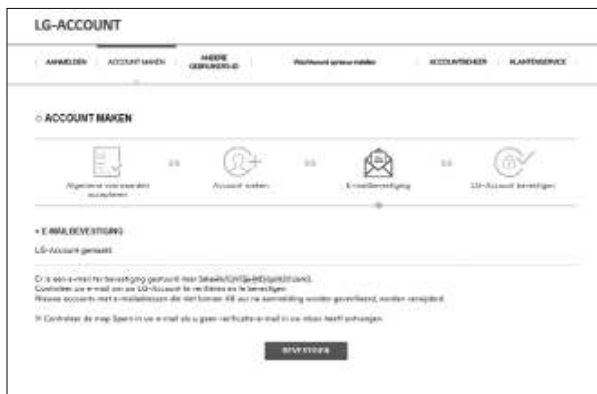 LG-ACCOUNT
AANMELDEN
ACCOUNT MAKEN
ANDERE
GEBRUIKERS-ID
Wachtwoord opnieuw instellen
ACCOUNTBEHEER
KLANTENSERVICE
ACCOUNT MAKEN
Algemene voorwaarden
accepteren
Account maken
E-mailbevestiging
LG-Account bevestigen
• E-MAILBEVESTIGING
LG-Account gemaakt.
Er is een e-mail ter bevestiging gestuurd naar
Controleer uw e-mail om uw LG-Account te verifiëren en te bevestigen.
Nieuwe accounts met e-mailadressen die niet binnen 48 uur na aanmelding worden geverifieerd, worden verwijderd.
Controleer de map Spam in uw e-mail als u geen verificatie-e-mail in uw inbox heeft ontvangen.
BEVESTIGEN